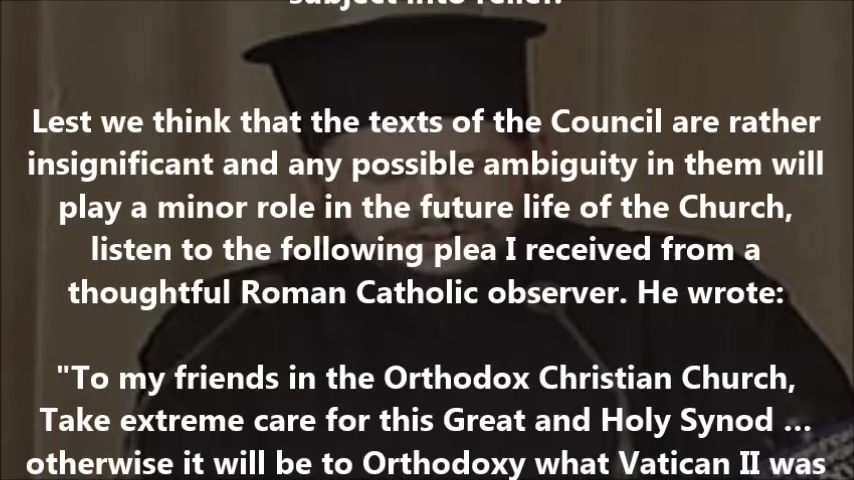 subject into relief.
Lest we think that the texts of the Council are rather
insignificant and any possible ambiguity in them will
play a minor role in the future life of the Church,
listen to the following plea I received from a
thoughtful Roman Catholic observer. He wrote:
"To my friends in the Orthodox Christian Church,
Take extreme care for this Great and Holy Synod ...
otherwise it will be to Orthodoxy what Vatican II was